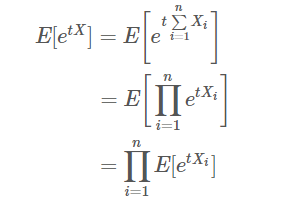 E[e^{tX}] = E[e^{t \sum_{i=1}^{n} X_i}]
= E[\prod_{i=1}^{n} e^{tX_i}]
= \prod_{i=1}^{n} E[e^{tX_i}]